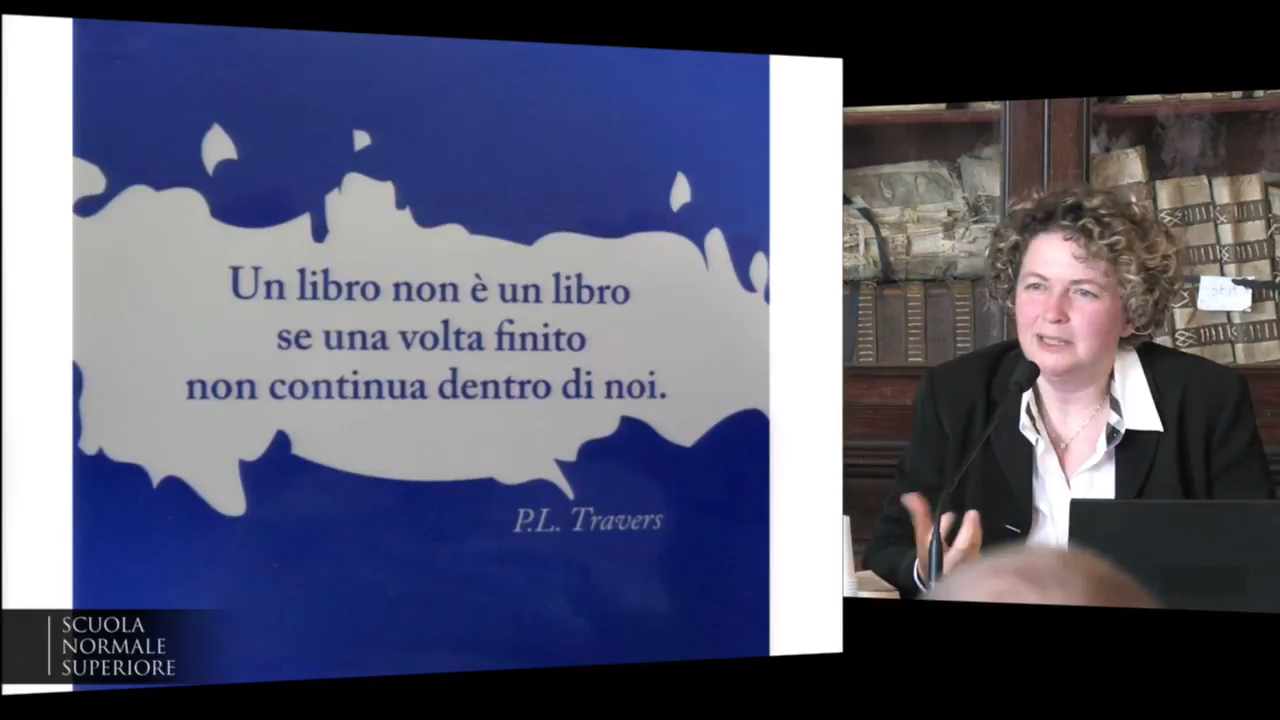 Un libro non è un libro
se una volta finito
non continua dentro di noi.
P.L. Travers
SCUOLA
NORMALE
SUPERIORE